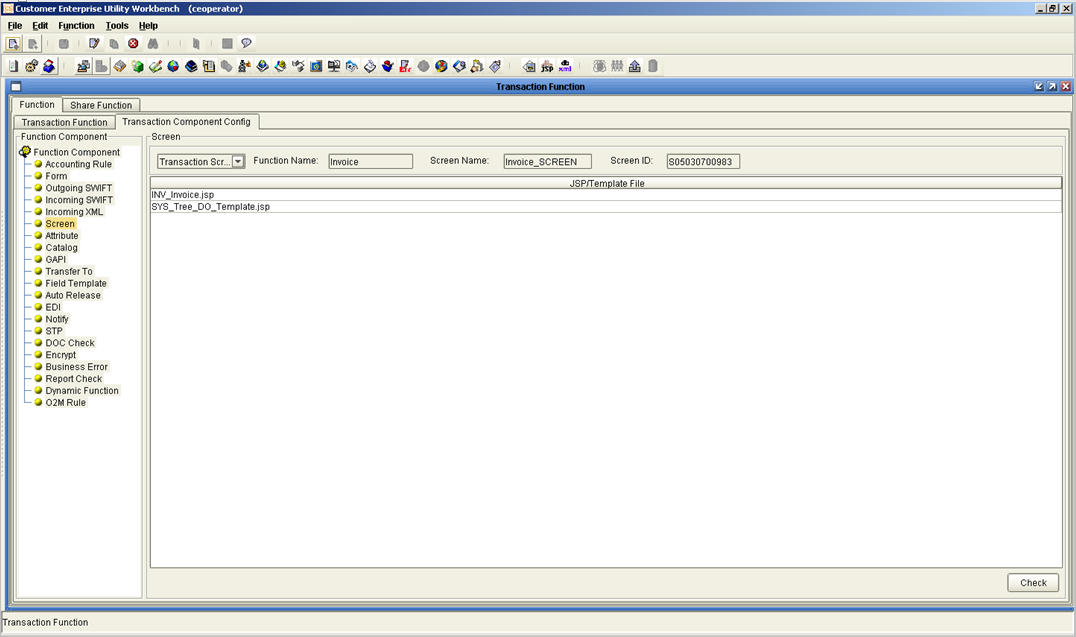 Customer Enterprise Utility Workbench (ceoperator)
File Edit Function Tools Help
JSP
xml
Transaction Function
Function Share Function
Transaction Function Transaction Component Config
Function Component
Function Component
Accounting Rule
Form
Outgoing SWIFT
Incoming SWIFT
Incoming XML
Screen
Attribute
Catalog
GAPI
Transfer To
Field Template
Auto Release
EDI
Notify
STP
DOC Check
Encrypt
Business Error
Report Check
Dynamic Function
O2M Rule
Screen
Transaction Scr... Function Name: Invoice Screen Name: Invoice_SCREEN Screen ID: S05030700983
JSP/Template File
INV_Invoice.jsp
SYS_Tree_DO_Template.jsp
Check
Transaction Function